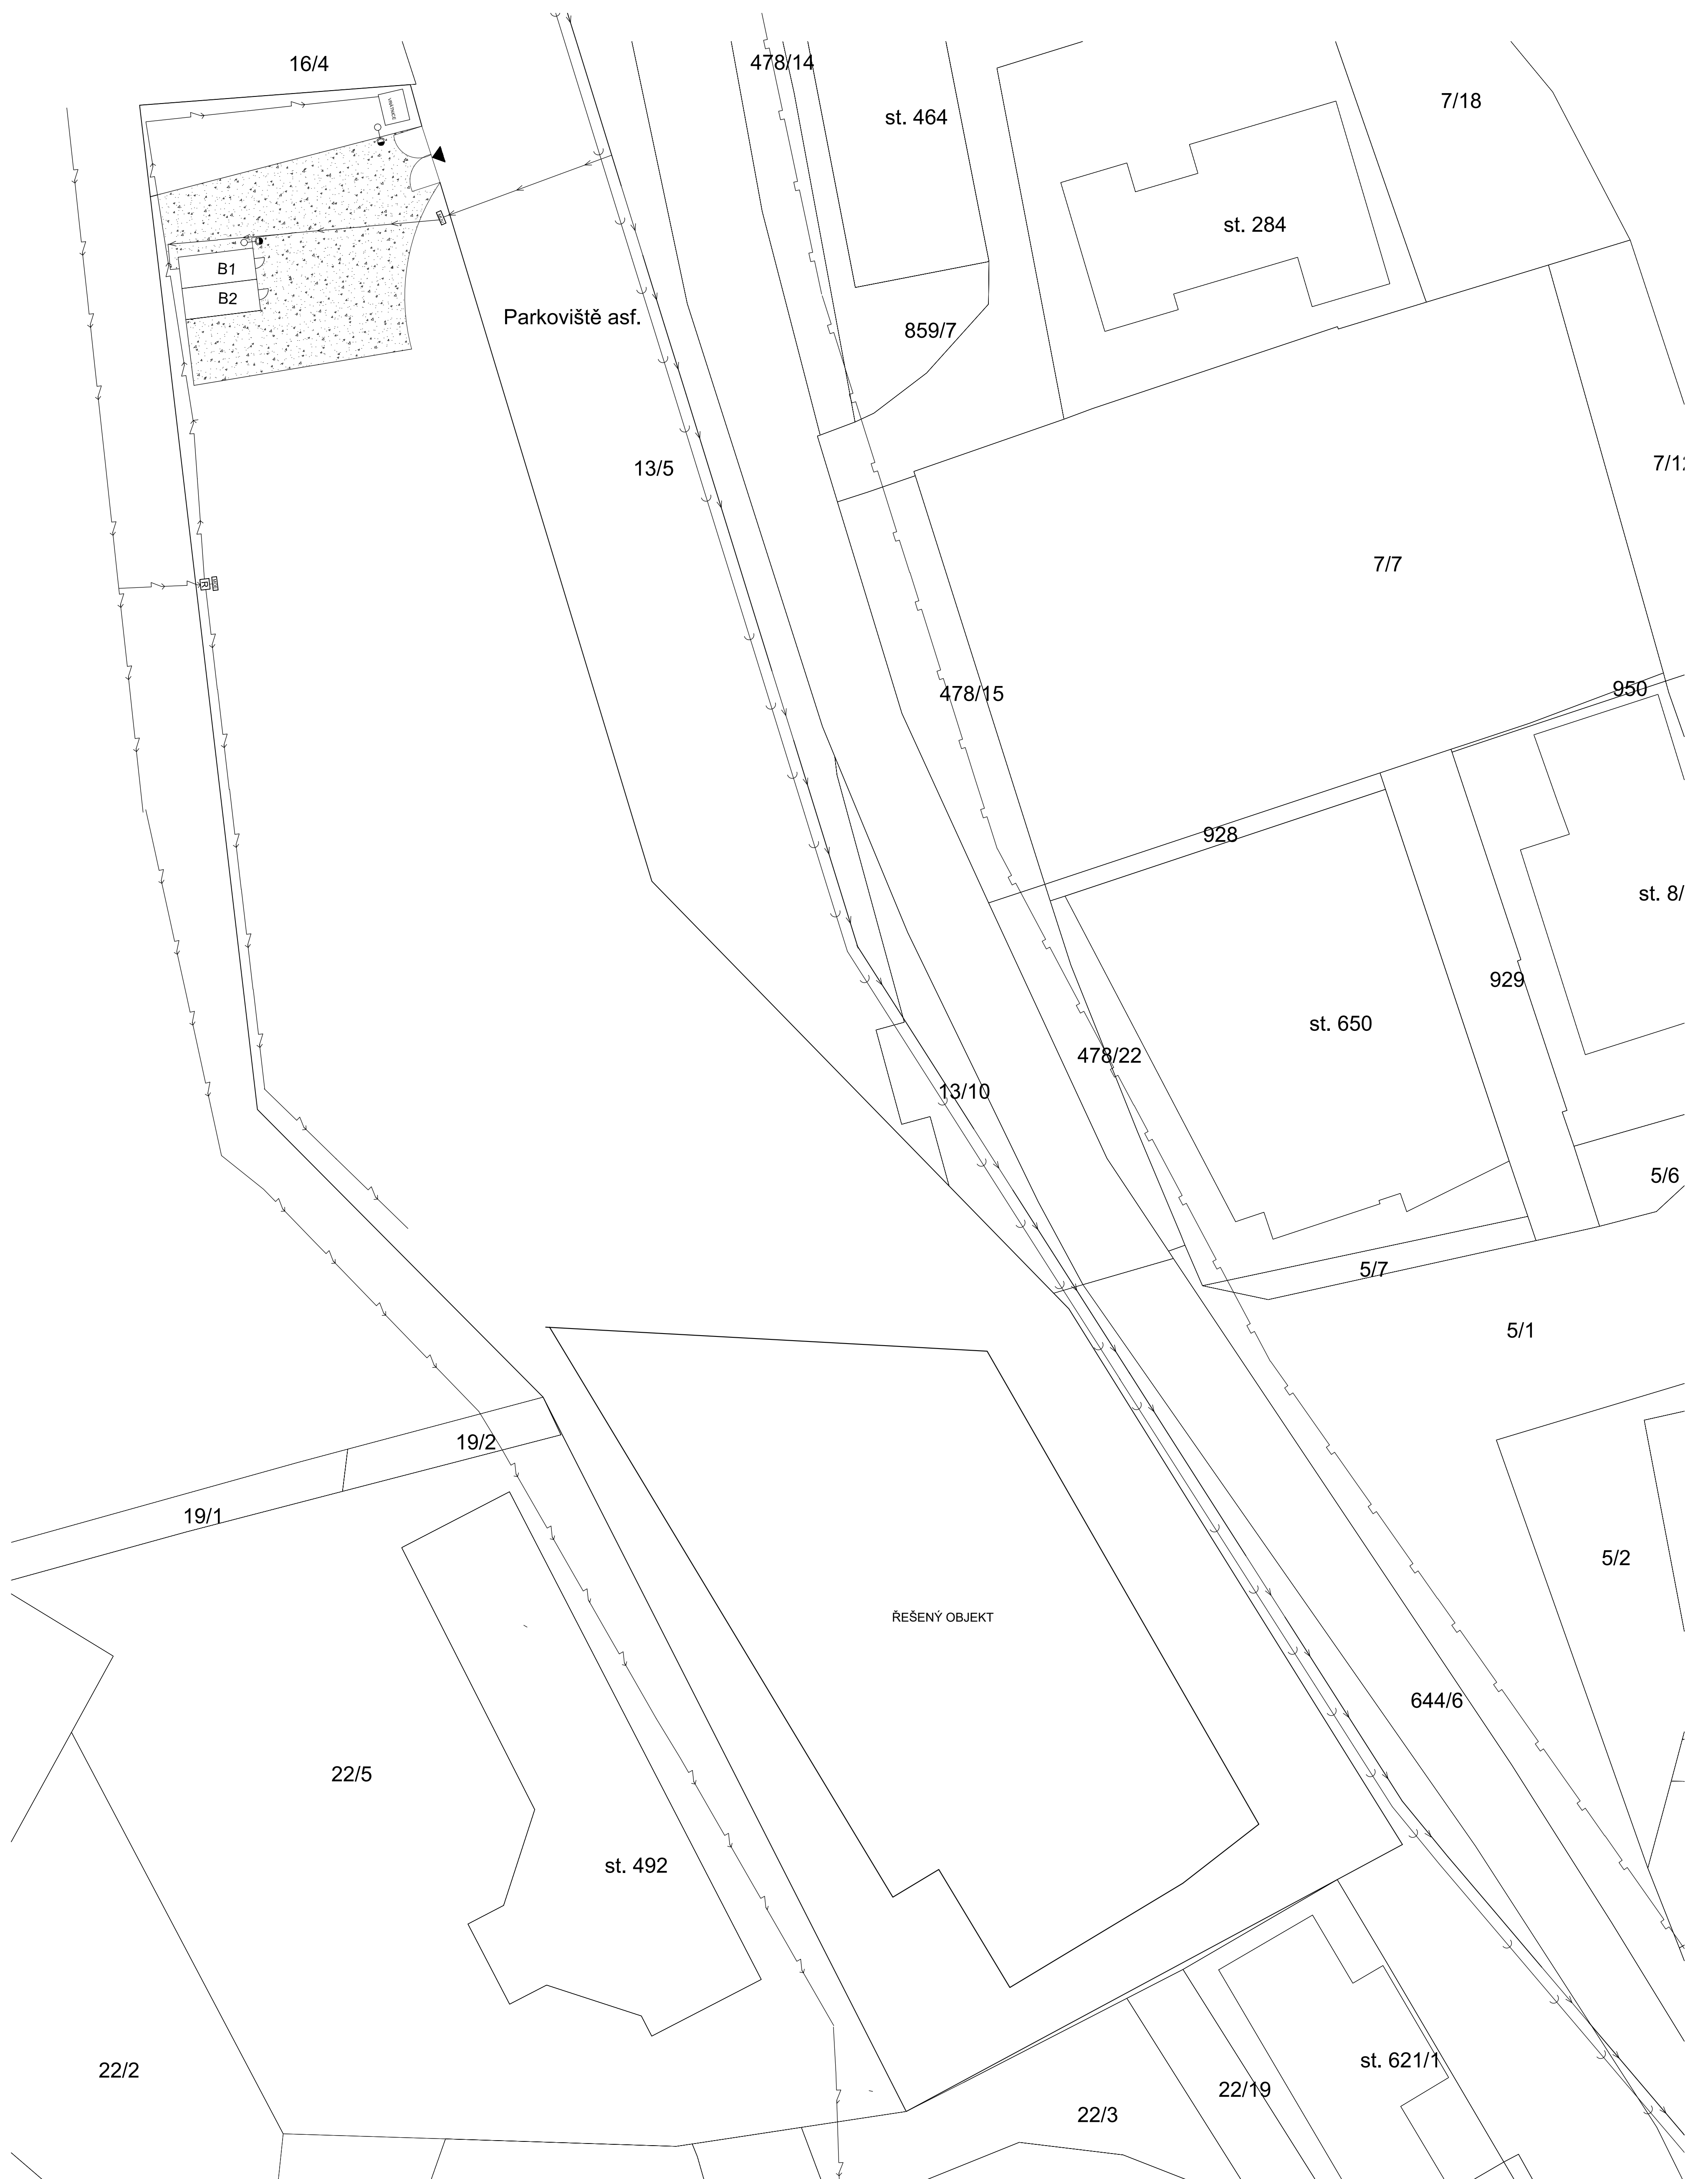 16/4
478/14
st. 464
7/18
st. 284
VRÁTNICE
B1
B2
Parkoviště asf.
859/7
13/5
7/7
R
478/15
950
928
st. 8/
929
st. 650
478/22
13/10
5/6
5/7
5/1
19/2
19/1
5/2
ŘEŠENÝ OBJEKT
644/6
22/5
st. 492
st. 621/1
22/2
22/19
22/3